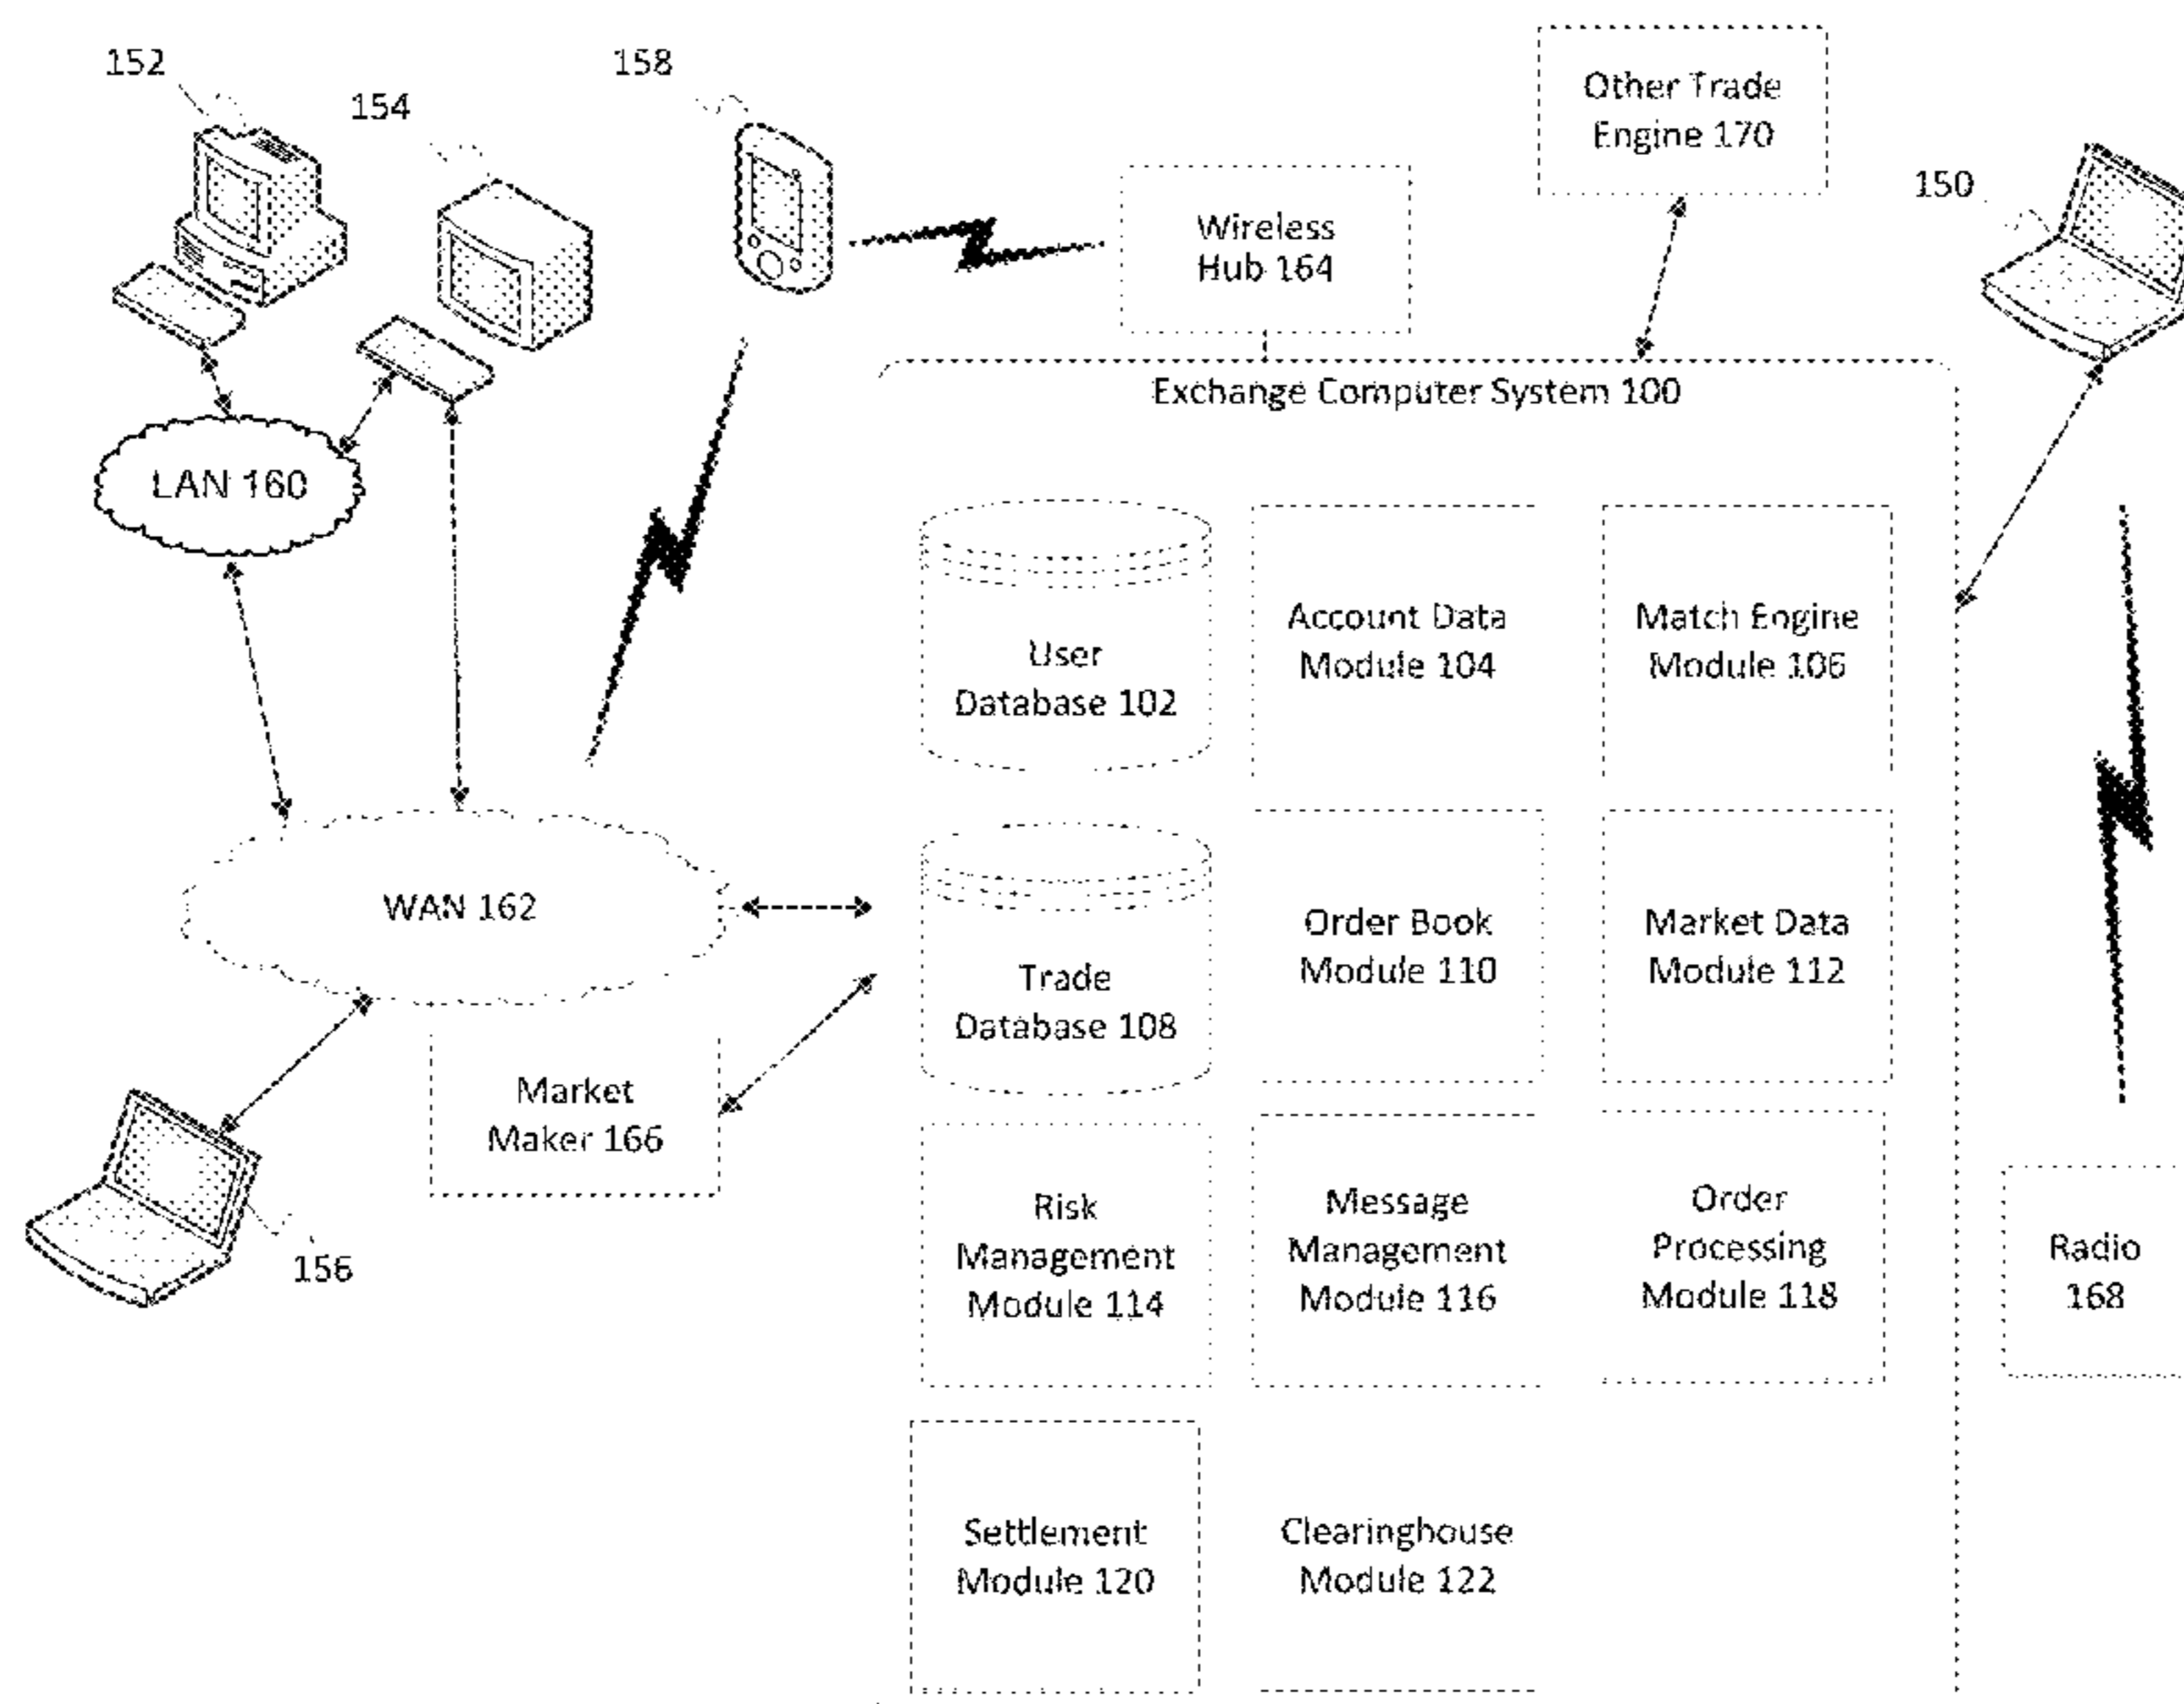 152
154
158
Other Trade
Engine 170
150
Wireless
Hub 164
Exchange Computer System 100
LAN 160
User
Database 102
Account Data
Module 104
Match Engine
Module 106
WAN 162
Trade
Database 108
Order Book
Module 110
Market Data
Module 112
Market
Maker 166
156
Risk
Management
Module 114
Message
Management
Module 116
Order
Processing
Module 118
Radio
168
Settlement
Module 120
Clearinghouse
Module 122